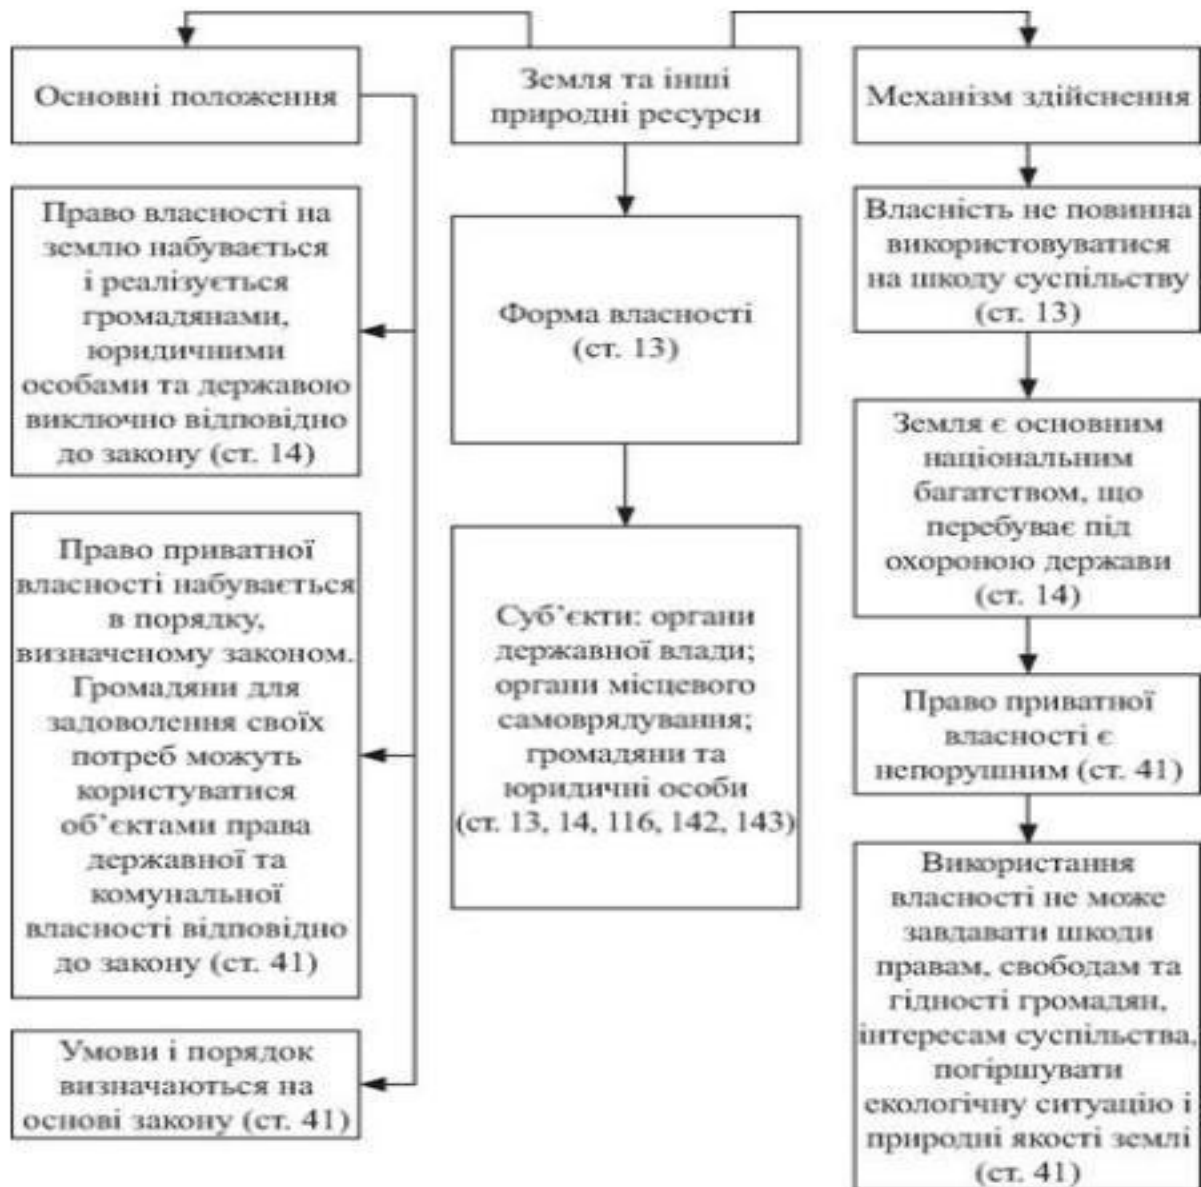 Основні положення
Земля та інші
природні ресурси
Механізм здійснення
Право власності на
землю набувається
і реалізується
громадянами,
юридичними
особами та державою
виключно відповідно
до закону (ст. 14)
Право приватної
власності набувається
в порядку,
визначеному законом.
Громадяни для
задоволення своїх
потреб можуть
користуватися
об’єктами права
державної та
комунальної
власності відповідно
до закону (ст. 41)
Умови і порядок
визначаються на
основі закону (ст. 41)
Форма власності
(ст. 13)
Суб’єкти: органи
державної влади;
органи місцевого
самоврядування;
громадяни та
юридичні особи
(ст. 13, 14, 116, 142, 143)
Власність не повинна
використовуватися
на шкоду суспільству
(ст. 13)
Земля є основним
національним
багатством, що
перебуває під
охороною держави
(ст. 14)
Право приватної
власності є
непорушним (ст. 41)
Використання
власності не може
завдавати шкоди
правам, свободам та
гідності громадян,
інтересам суспільства,
погіршувати
екологічну ситуацію і
природні якості землі
(ст. 41)